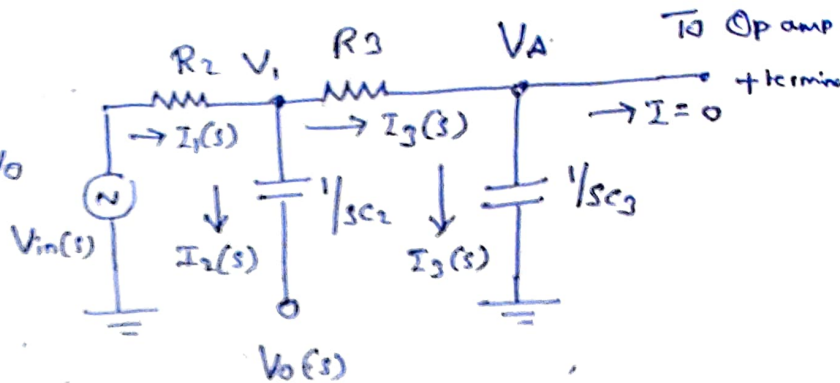 To Op amp
R2 V1 R3 VA
+ termin
→ I1(s) → I3(s) → I = 0
Vo
~
1/sc2 1/sc3
Vin(s) I2(s) I3(s)
Vo(s)